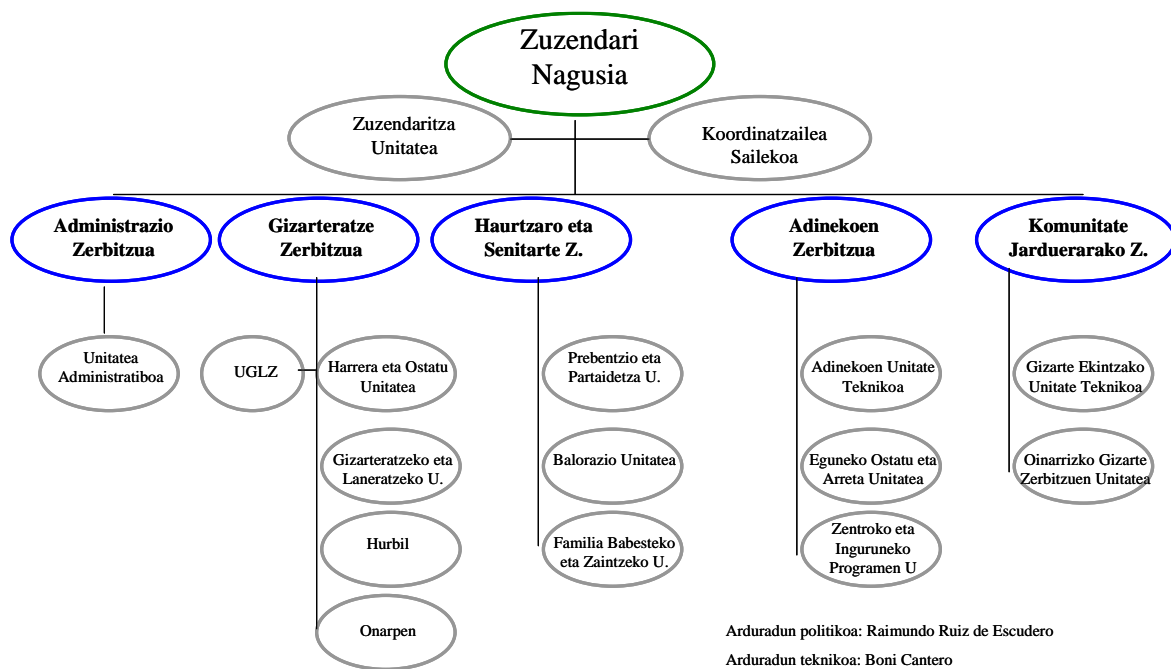 Zuzendari
Nagusia
Zuzendaritza
Unitatea
Koordinatzailea
Sailekoa
Administrazio
Zerbitzua
Gizarteratze
Zerbitzua
Haurtzaro eta
Senitarte Z.
Adinekoen
Zerbitzua
Komunitate
Jarduerarako Z.
Unitatea
Administratiboa
UGLZ
Harrera eta Ostatu
Unitatea
Prebentzio eta
Partaidetza U.
Adinekoen Unitate
Teknikoa
Gizarte Ekintzako
Unitate Teknikoa
Gizarteratzeko eta
Laneratzeko U.
Balorazio Unitatea
Eguneko Ostatu eta
Arreta Unitatea
Oinarrizko Gizarte
Zerbitzuen Unitatea
Hurbil
Familia Babesteko
eta Zaintzeko U.
Zentroko eta
Inguruneko
Programen U
Onarpen
Arduradun politikoa: Raimundo Ruiz de Escudero
Arduradun teknikoa: Boni Cantero